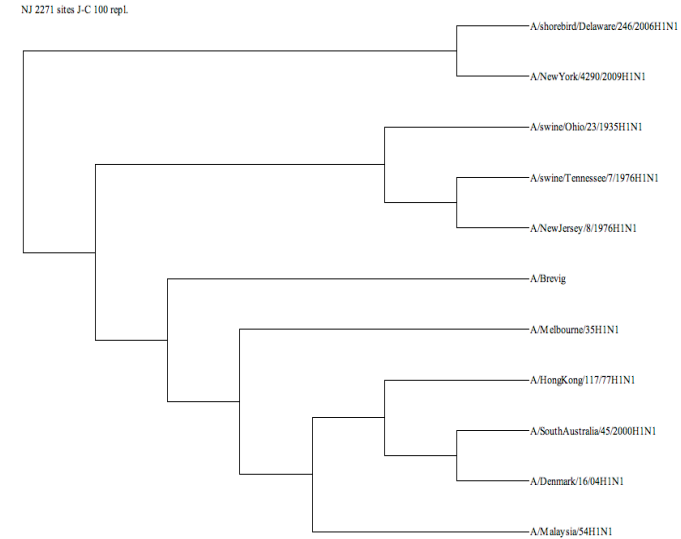 NJ 2271 sites J-C 100 repl.
A/shorebird/Delaware/246/2006H1N1
A/NewYork/4290/2009H1N1
A/swine/Ohio/23/1935H1N1
A/swine/Tennessee/7/1976H1N1
A/NewJersey/8/1976H1N1
A/Brevig
A/Melbourne/35H1N1
A/HongKong/117/77H1N1
A/SouthAustralia/45/2000H1N1
A/Denmark/16/04H1N1
A/Malaysia/54H1N1